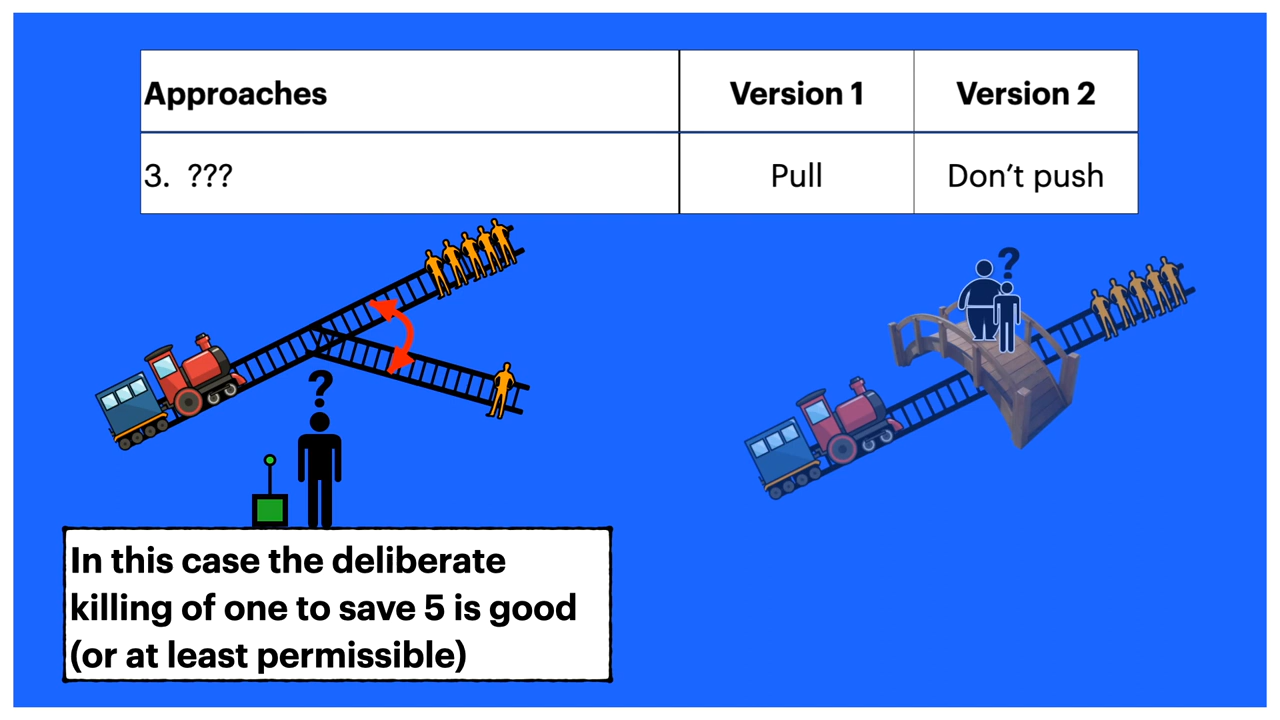 Approaches Version 1 Version 2
3. ??? Pull Don’t push
?
?
In this case the deliberate
killing of one to save 5 is good
(or at least permissible)